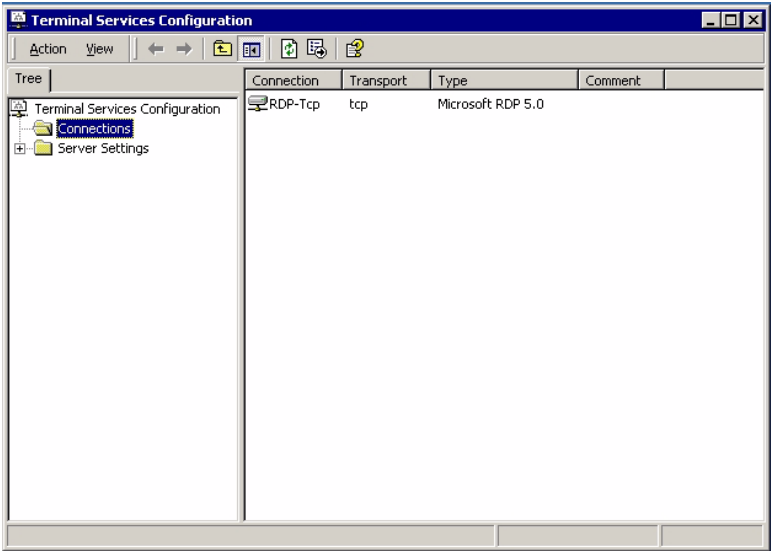 Terminal Services Configuration
Action View
Tree
Connection Transport Type Comment
Terminal Services Configuration
Connections
Server Settings
RDP-Tcp tcp Microsoft RDP 5.0